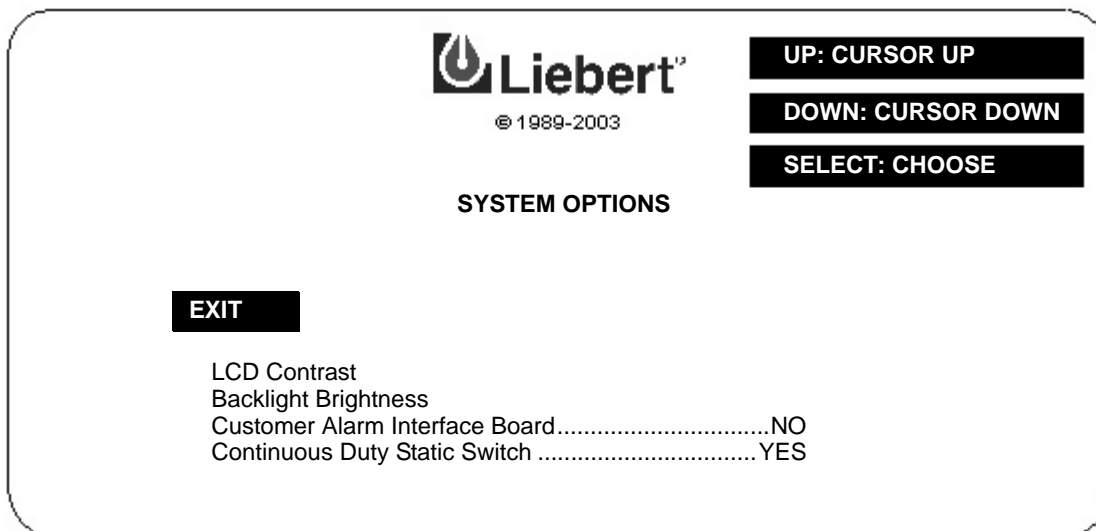 Liebert
© 1989-2003
UP: CURSOR UP
DOWN: CURSOR DOWN
SELECT: CHOOSE
SYSTEM OPTIONS
EXIT
LCD Contrast
Backlight Brightness
Customer Alarm Interface Board................................NO
Continuous Duty Static Switch .................................YES